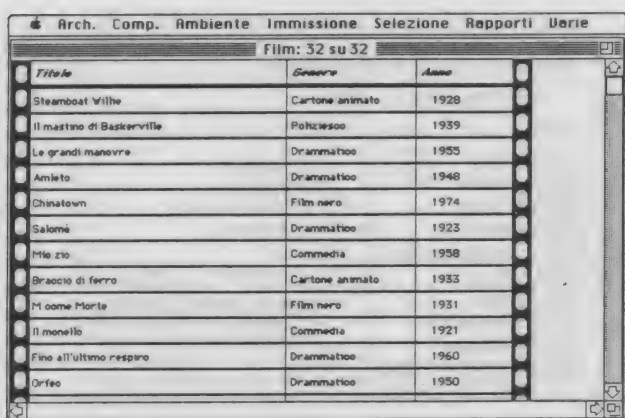 Arch. Comp. Ambiente Immissione Selezione Rapporti Varie
Film: 32 su 32
Titolo Genere Anno
Steamboat Willie Cartone animato 1928
Il mastino di Baskerville Poliziesco 1939
Le grandi manovre Drammatico 1955
Amleto Drammatico 1948
Chinatown Film nero 1974
Salomè Drammatico 1923
Mio zio Commedia 1958
Braccio di ferro Cartone animato 1933
M come Morte Film nero 1931
Il monello Commedia 1921
Fino all'ultimo respiro Drammatico 1960
Orfeo Drammatico 1950